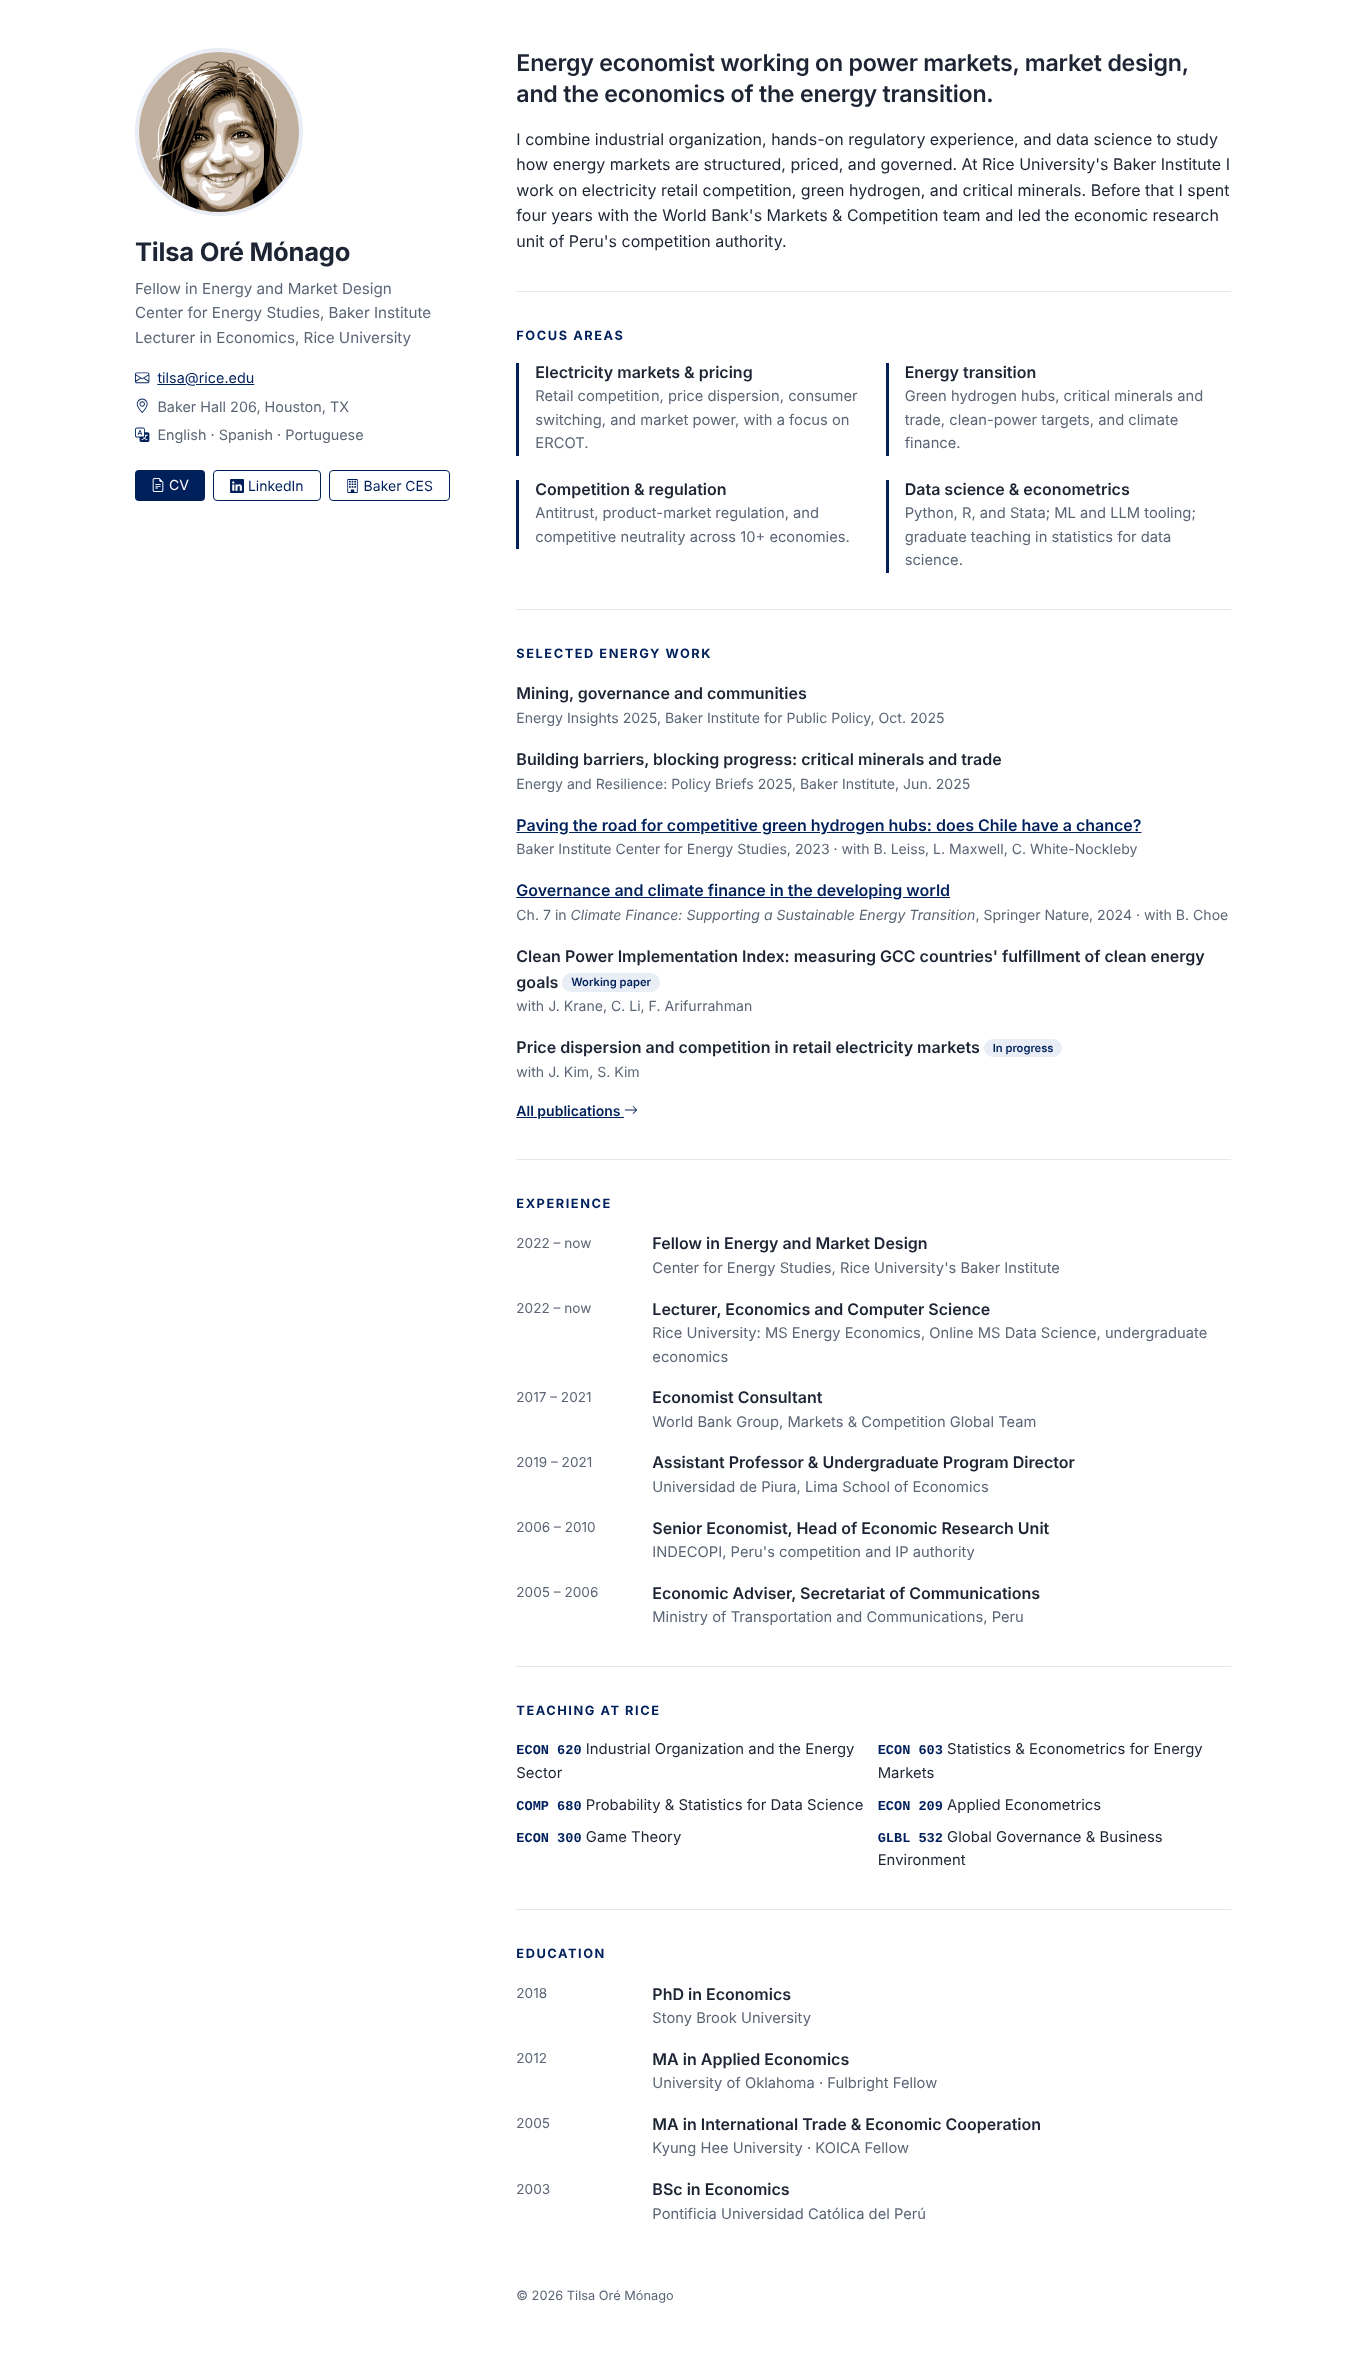 Tilsa Oré Mónago
Fellow in Energy and Market Design
Center for Energy Studies, Baker Institute
Lecturer in Economics, Rice University
tilsa@rice.edu
Baker Hall 206, Houston, TX
English · Spanish · Portuguese
CV
LinkedIn
Baker CES
Energy economist working on power markets, market design,
and the economics of the energy transition.
I combine industrial organization, hands-on regulatory experience, and data science to study
how energy markets are structured, priced, and governed. At Rice University's Baker Institute I
work on electricity retail competition, green hydrogen, and critical minerals. Before that I spent
four years with the World Bank's Markets & Competition team and led the economic research
unit of Peru's competition authority.
FOCUS AREAS
Electricity markets & pricing
Retail competition, price dispersion, consumer
switching, and market power, with a focus on
ERCOT.
Energy transition
Green hydrogen hubs, critical minerals and
trade, clean-power targets, and climate
finance.
Competition & regulation
Antitrust, product-market regulation, and
competitive neutrality across 10+ economies.
Data science & econometrics
Python, R, and Stata; ML and LLM tooling;
graduate teaching in statistics for data
science.
SELECTED ENERGY WORK
Mining, governance and communities
Energy Insights 2025, Baker Institute for Public Policy, Oct. 2025
Building barriers, blocking progress: critical minerals and trade
Energy and Resilience: Policy Briefs 2025, Baker Institute, Jun. 2025
Paving the road for competitive green hydrogen hubs: does Chile have a chance?
Baker Institute Center for Energy Studies, 2023 · with B. Leiss, L. Maxwell, C. White-Nockleby
Governance and climate finance in the developing world
Ch. 7 in Climate Finance: Supporting a Sustainable Energy Transition, Springer Nature, 2024 · with B. Choe
Clean Power Implementation Index: measuring GCC countries' fulfillment of clean energy
goals Working paper
with J. Krane, C. Li, F. Arifurrahman
Price dispersion and competition in retail electricity markets In progress
with J. Kim, S. Kim
All publications →
EXPERIENCE
2022 – now
Fellow in Energy and Market Design
Center for Energy Studies, Rice University's Baker Institute
2022 – now
Lecturer, Economics and Computer Science
Rice University: MS Energy Economics, Online MS Data Science, undergraduate
economics
2017 – 2021
Economist Consultant
World Bank Group, Markets & Competition Global Team
2019 – 2021
Assistant Professor & Undergraduate Program Director
Universidad de Piura, Lima School of Economics
2006 – 2010
Senior Economist, Head of Economic Research Unit
INDECOPI, Peru's competition and IP authority
2005 – 2006
Economic Adviser, Secretariat of Communications
Ministry of Transportation and Communications, Peru
TEACHING AT RICE
ECON 620 Industrial Organization and the Energy
Sector
ECON 603 Statistics & Econometrics for Energy
Markets
COMP 680 Probability & Statistics for Data Science
ECON 209 Applied Econometrics
ECON 300 Game Theory
GLBL 532 Global Governance & Business
Environment
EDUCATION
2018
PhD in Economics
Stony Brook University
2012
MA in Applied Economics
University of Oklahoma · Fulbright Fellow
2005
MA in International Trade & Economic Cooperation
Kyung Hee University · KOICA Fellow
2003
BSc in Economics
Pontificia Universidad Católica del Perú
© 2026 Tilsa Oré Mónago